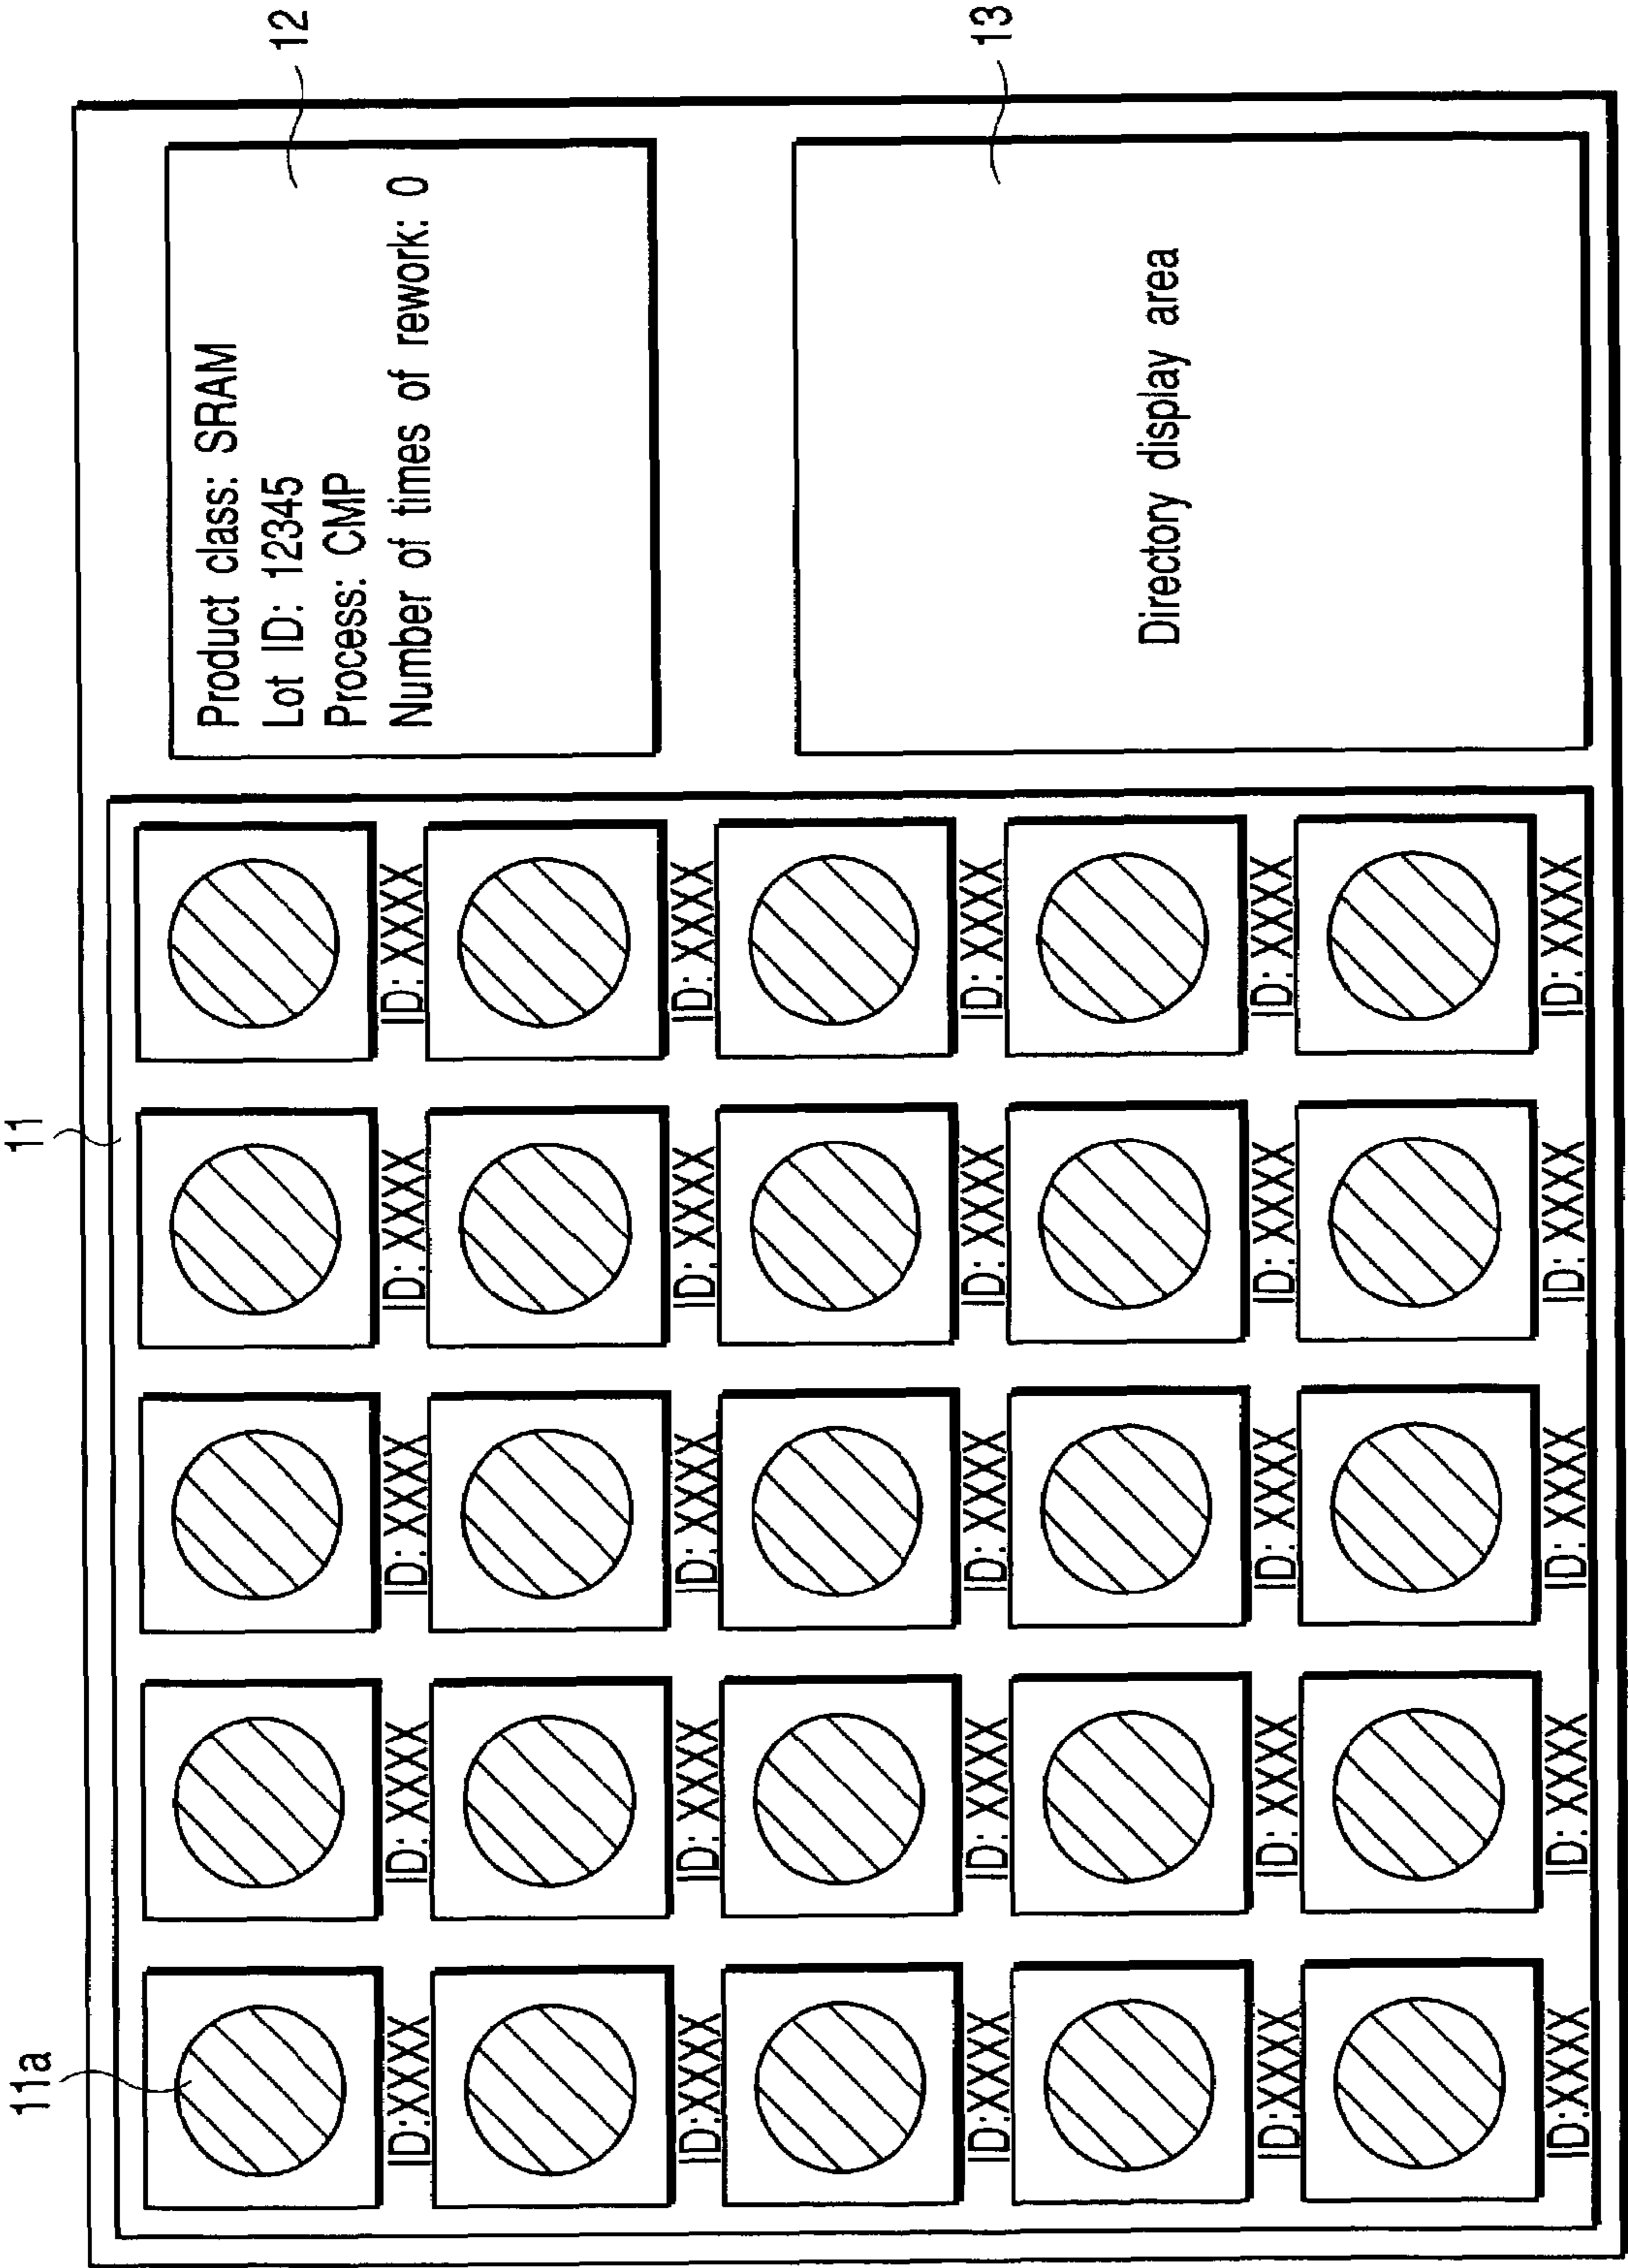 11a
11
Product class: SRAM
Lot ID: 12345
Process: CMP
Number of times of rework: 0
12
ID:XXXX ID: XXXX ID: XXXX ID: XXXX ID: XXXX
ID:XXXX ID: XXXX ID: XXXX ID: XXXX ID: XXXX
ID:XXXX ID: XXXX ID: XXXX ID: XXXX ID: XXXX
ID:XXXX ID: XXXX ID: XXXX ID: XXXX ID: XXXX
ID:XXXX ID: XXXX ID: XXXX ID: XXXX ID: XXXX
13
Directory display area